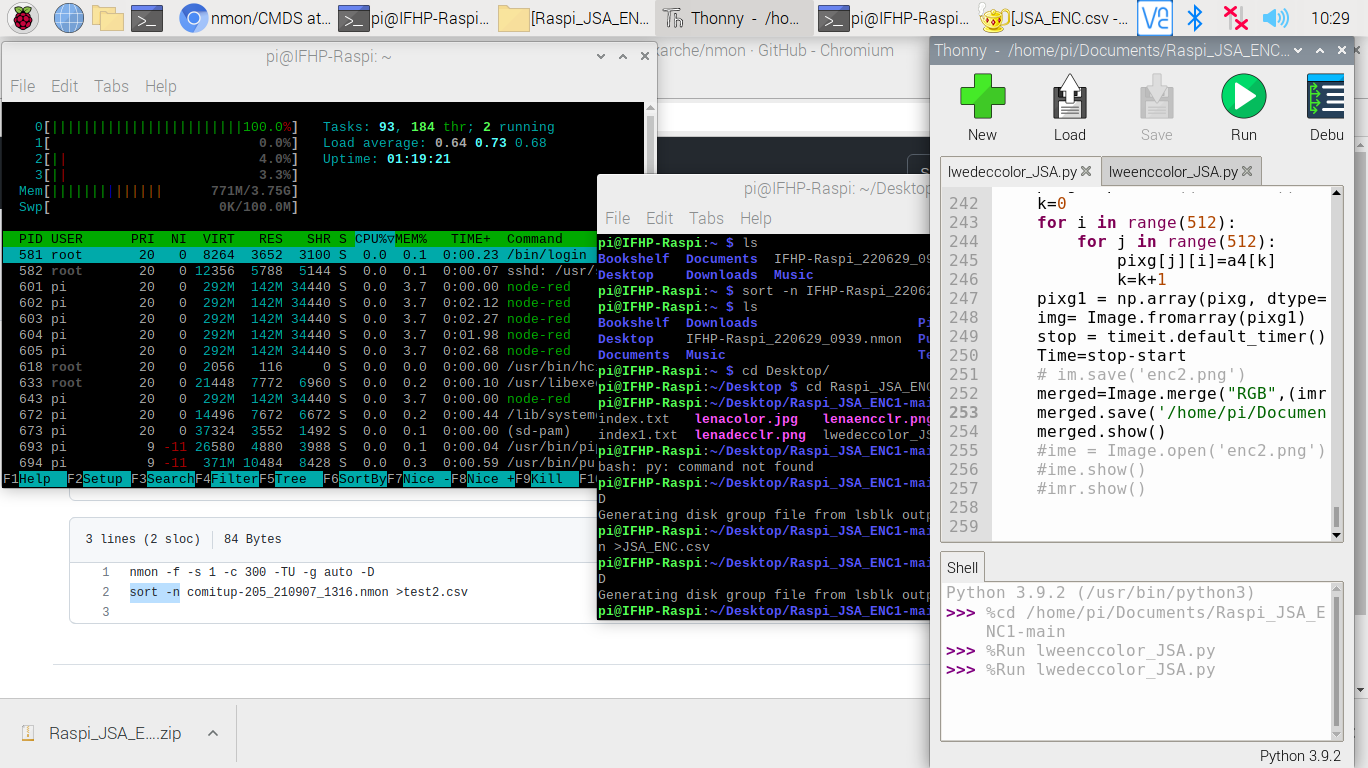 nmon/CMDS at...
pi@IFHP-Raspi...
[Raspi_JSA_EN...
Thonny - /ho...
pi@IFHP-Raspi...
[JSA_ENC.csv -...
V2
10:29
arche/nmon · GitHub - Chromium
pi@IFHP-Raspi: ~
File Edit Tabs Help
0[||||||||||||||||||||||||100.0%] Tasks: 93, 184 thr; 2 running
1[ 0.0%] Load average: 0.64 0.73 0.68
2[|| 4.0%] Uptime: 01:19:21
3[|| 3.3%]
Mem[|||||||||||||| 771M/3.75G]
Swp[ 0K/100.0M]
PID USER PRI NI VIRT RES SHR S CPU%▽MEM% TIME+ Command
581 root 20 0 8264 3652 3100 S 0.0 0.1 0:00.23 /bin/login
582 root 20 0 12356 5788 5144 S 0.0 0.1 0:00.07 sshd: /usr/
601 pi 20 0 292M 142M 34440 S 0.0 3.7 0:00.00 node-red
602 pi 20 0 292M 142M 34440 S 0.0 3.7 0:02.12 node-red
603 pi 20 0 292M 142M 34440 S 0.0 3.7 0:02.27 node-red
604 pi 20 0 292M 142M 34440 S 0.0 3.7 0:01.98 node-red
605 pi 20 0 292M 142M 34440 S 0.0 3.7 0:02.68 node-red
618 root 20 0 2056 116 0 S 0.0 0.0 0:00.00 /usr/bin/hc
633 root 20 0 21448 7772 6960 S 0.0 0.2 0:00.10 /usr/libexe
643 pi 20 0 292M 142M 34440 S 0.0 3.7 0:00.00 node-red
672 pi 20 0 14496 7672 6672 S 0.0 0.2 0:00.44 /lib/system
673 pi 20 0 37324 3552 1492 S 0.0 0.1 0:00.00 (sd-pam)
693 pi 9 -11 26580 4880 3988 S 0.0 0.1 0:00.04 /usr/bin/pi
694 pi 9 -11 371M 10484 8428 S 0.0 0.3 0:00.59 /usr/bin/pu
F1Help F2Setup F3SearchF4FilterF5Tree F6SortByF7Nice -F8Nice +F9Kill F10
3 lines (2 sloc) 84 Bytes
1 nmon -f -s 1 -c 300 -TU -g auto -D
2 sort -n comitup-205_210907_1316.nmon >test2.csv
3
Raspi_JSA_E....zip
pi@IFHP-Raspi: ~/Desktop
File Edit Tabs Help
pi@IFHP-Raspi:~ $ ls
Bookshelf Documents IFHP-Raspi_220629_09
Desktop Downloads Music
pi@IFHP-Raspi:~ $ sort -n IFHP-Raspi_22062
pi@IFHP-Raspi:~ $ ls
Bookshelf Downloads Pi
Desktop IFHP-Raspi_220629_0939.nmon Pu
Documents Music Te
pi@IFHP-Raspi:~ $ cd Desktop/
pi@IFHP-Raspi:~/Desktop $ cd Raspi_JSA_ENC
pi@IFHP-Raspi:~/Desktop/Raspi_JSA_ENC1-mai
index.txt lenacolor.jpg lenaencclr.png
index1.txt lenadecclr.png lwedeccolor_JS
pi@IFHP-Raspi:~/Desktop/Raspi_JSA_ENC1-mai
bash: py: command not found
pi@IFHP-Raspi:~/Desktop/Raspi_JSA_ENC1-mai
D
Generating disk group file from lsblk outp
pi@IFHP-Raspi:~/Desktop/Raspi_JSA_ENC1-mai
n >JSA_ENC.csv
pi@IFHP-Raspi:~/Desktop/Raspi_JSA_ENC1-mai
D
Generating disk group file from lsblk outp
pi@IFHP-Raspi:~/Desktop/Raspi_JSA_ENC1-mai
Thonny - /home/pi/Documents/Raspi_JSA_ENC...
New Load Save Run Debu
lwedeccolor_JSA.py
lweenccolor_JSA.py
242 k=0
243 for i in range(512):
244 for j in range(512):
245 pixg[j][i]=a4[k]
246 k=k+1
247 pixg1 = np.array(pixg, dtype=
248 img= Image.fromarray(pixg1)
249 stop = timeit.default_timer()
250 Time=stop-start
251 # im.save('enc2.png')
252 merged=Image.merge("RGB",(imr
253 merged.save('/home/pi/Documen
254 merged.show()
255 #ime = Image.open('enc2.png')
256 #ime.show()
257 #imr.show()
258
259
Shell
Python 3.9.2 (/usr/bin/python3)
>>> %cd /home/pi/Documents/Raspi_JSA_E
NC1-main
>>> %Run lweenccolor_JSA.py
>>> %Run lwedeccolor_JSA.py
Python 3.9.2